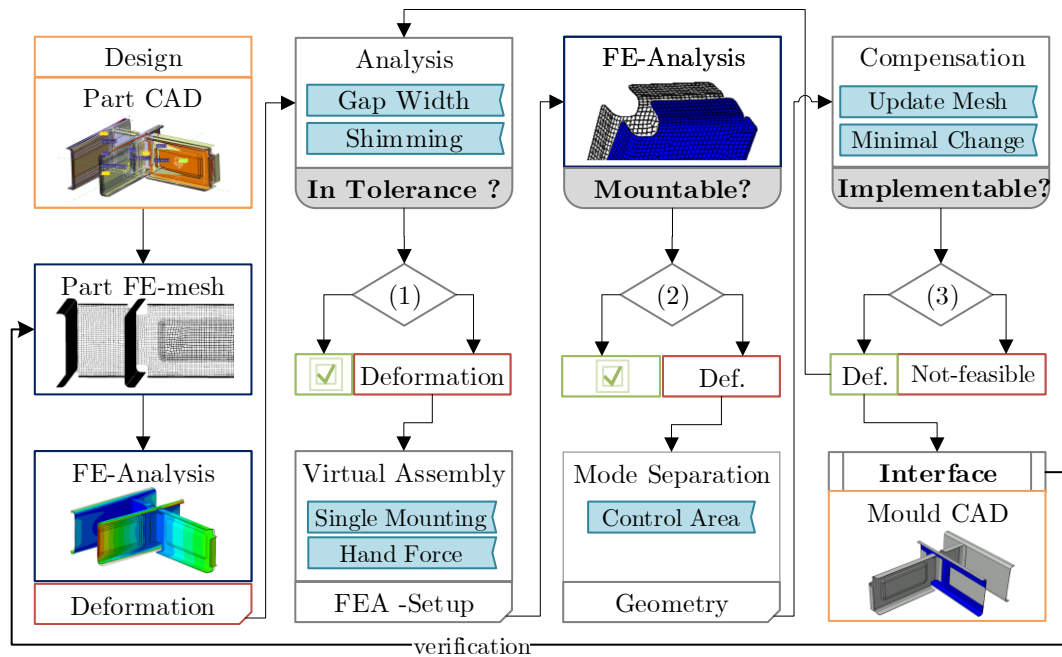 Design
Part CAD
Part FE-mesh
FE-Analysis
Deformation
Analysis
Gap Width
Shimming
In Tolerance ?
(1)
Deformation
Virtual Assembly
Single Mounting
Hand Force
FEA -Setup
FE-Analysis
Mountable?
(2)
Def.
Mode Separation
Control Area
Geometry
Compensation
Update Mesh
Minimal Change
Implementable?
(3)
Def.
Not-feasible
Interface
Mould CAD
verification